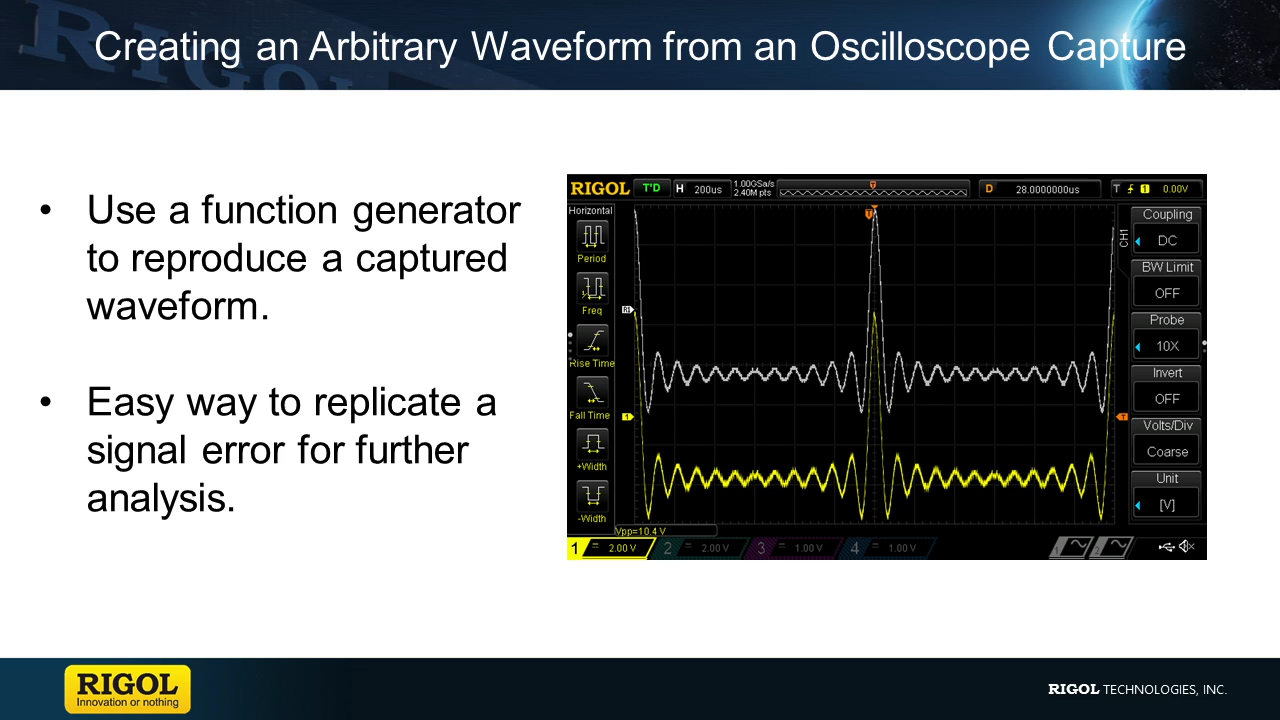 Creating an Arbitrary Waveform from an Oscilloscope Capture
• Use a function generator
to reproduce a captured
waveform.
• Easy way to replicate a
signal error for further
analysis.
RIGOL T'D H 200us 1.00GSa/s
2.40M pts
T
D 28.0000000us T 1 0.00V
Horizontal
Period
Freq
Rise Time
Fall Time
+Width
-Width
T
R1
1
T
Vpp=10.4 V
CH1
Coupling
DC
BW Limit
OFF
Probe
10X
Invert
OFF
Volts/Div
Coarse
Unit
[V]
1 = 2.00 V 2 = 2.00 V 3 = 1.00 V 4 = 1.00 V
RIGOL
Innovation or nothing
RIGOL TECHNOLOGIES, INC.